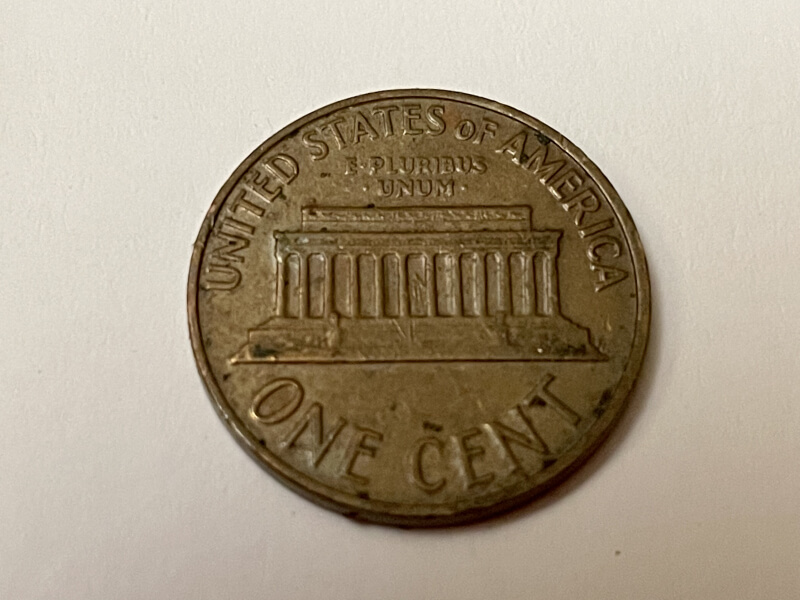 UNITED STATES OF AMERICA
E·PLURIBUS
·UNUM·
ONE CENT